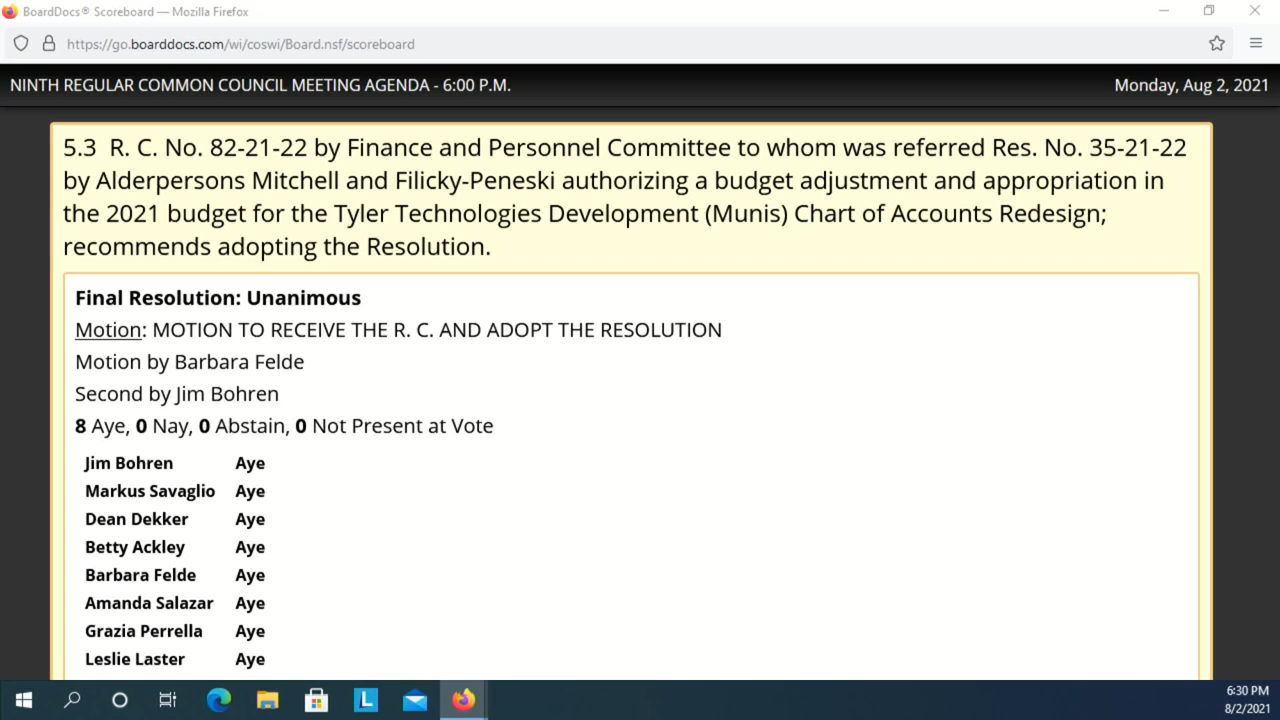 BoardDocs® Scoreboard — Mozilla Firefox
https://go.boarddocs.com/wi/coswi/Board.nsf/scoreboard
NINTH REGULAR COMMON COUNCIL MEETING AGENDA - 6:00 P.M. Monday, Aug 2, 2021
5.3 R. C. No. 82-21-22 by Finance and Personnel Committee to whom was referred Res. No. 35-21-22
by Alderpersons Mitchell and Filicky-Peneski authorizing a budget adjustment and appropriation in
the 2021 budget for the Tyler Technologies Development (Munis) Chart of Accounts Redesign;
recommends adopting the Resolution.
Final Resolution: Unanimous
Motion: MOTION TO RECEIVE THE R. C. AND ADOPT THE RESOLUTION
Motion by Barbara Felde
Second by Jim Bohren
8 Aye, 0 Nay, 0 Abstain, 0 Not Present at Vote
Jim Bohren Aye
Markus Savaglio Aye
Dean Dekker Aye
Betty Ackley Aye
Barbara Felde Aye
Amanda Salazar Aye
Grazia Perrella Aye
Leslie Laster Aye
L
6:30 PM
8/2/2021